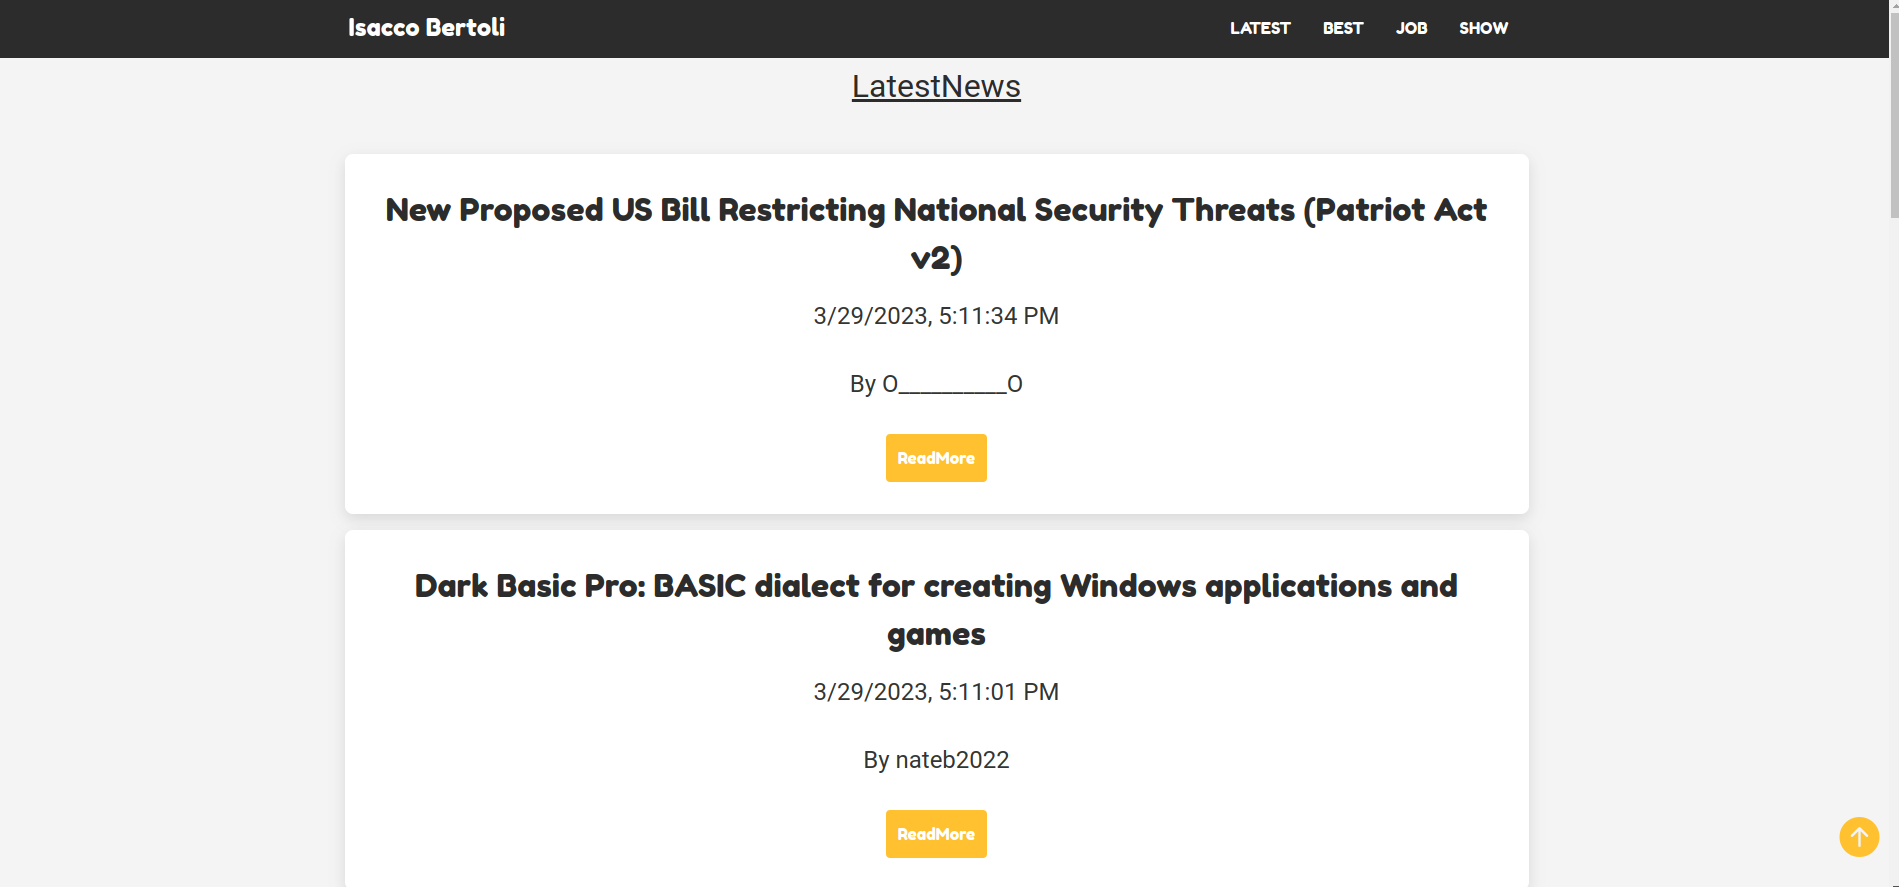 Isacco Bertoli
LATEST BEST JOB SHOW
LatestNews
New Proposed US Bill Restricting National Security Threats (Patriot Act
v2)
3/29/2023, 5:11:34 PM
By O__________O
ReadMore
Dark Basic Pro: BASIC dialect for creating Windows applications and
games
3/29/2023, 5:11:01 PM
By nateb2022
ReadMore